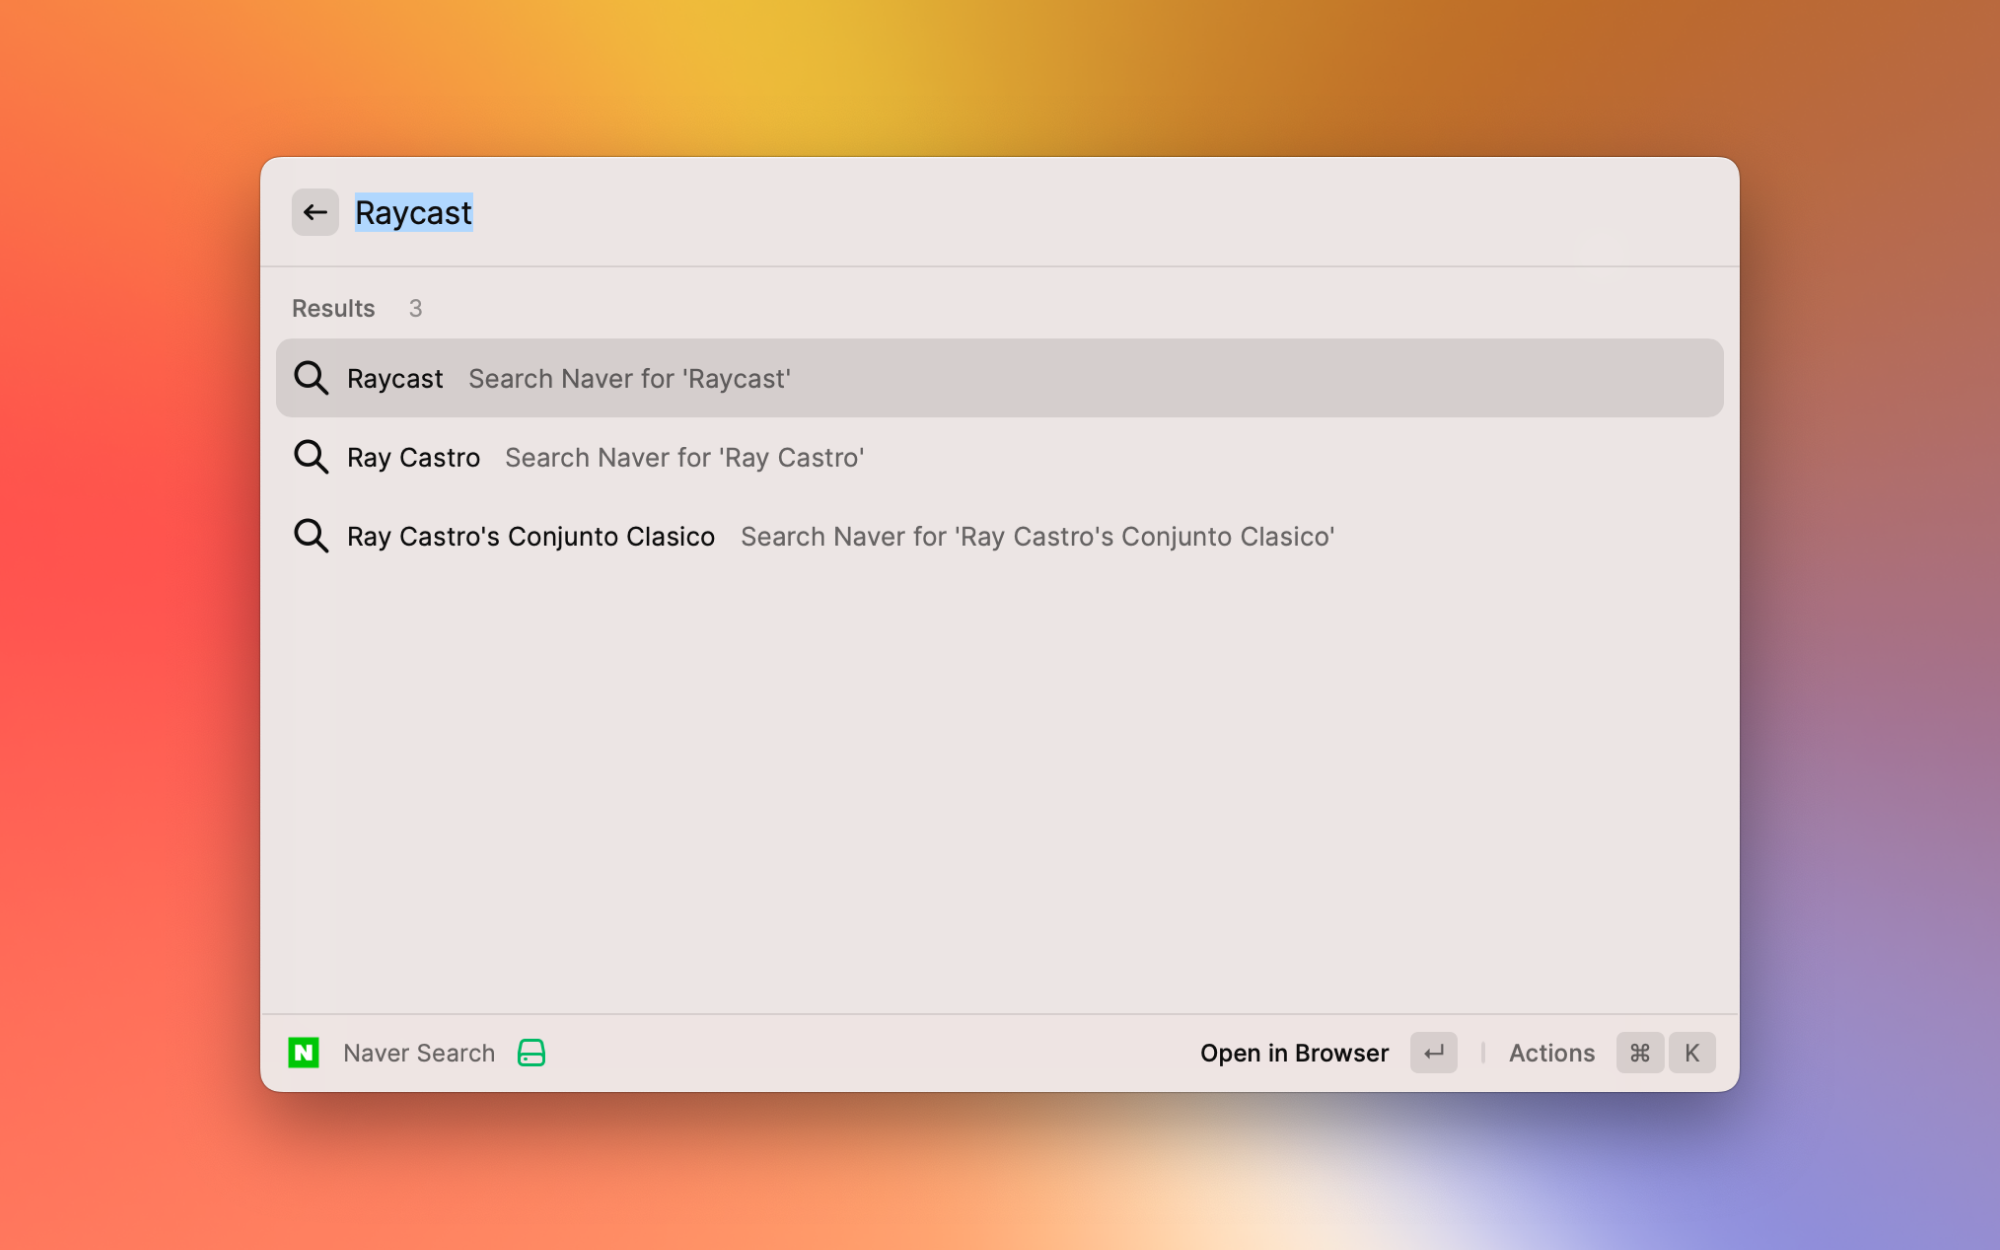 Raycast
Results 3
Raycast Search Naver for 'Raycast'
Ray Castro Search Naver for 'Ray Castro'
Ray Castro's Conjunto Clasico Search Naver for 'Ray Castro's Conjunto Clasico'
N Naver Search Open in Browser ↵ Actions ⌘ K